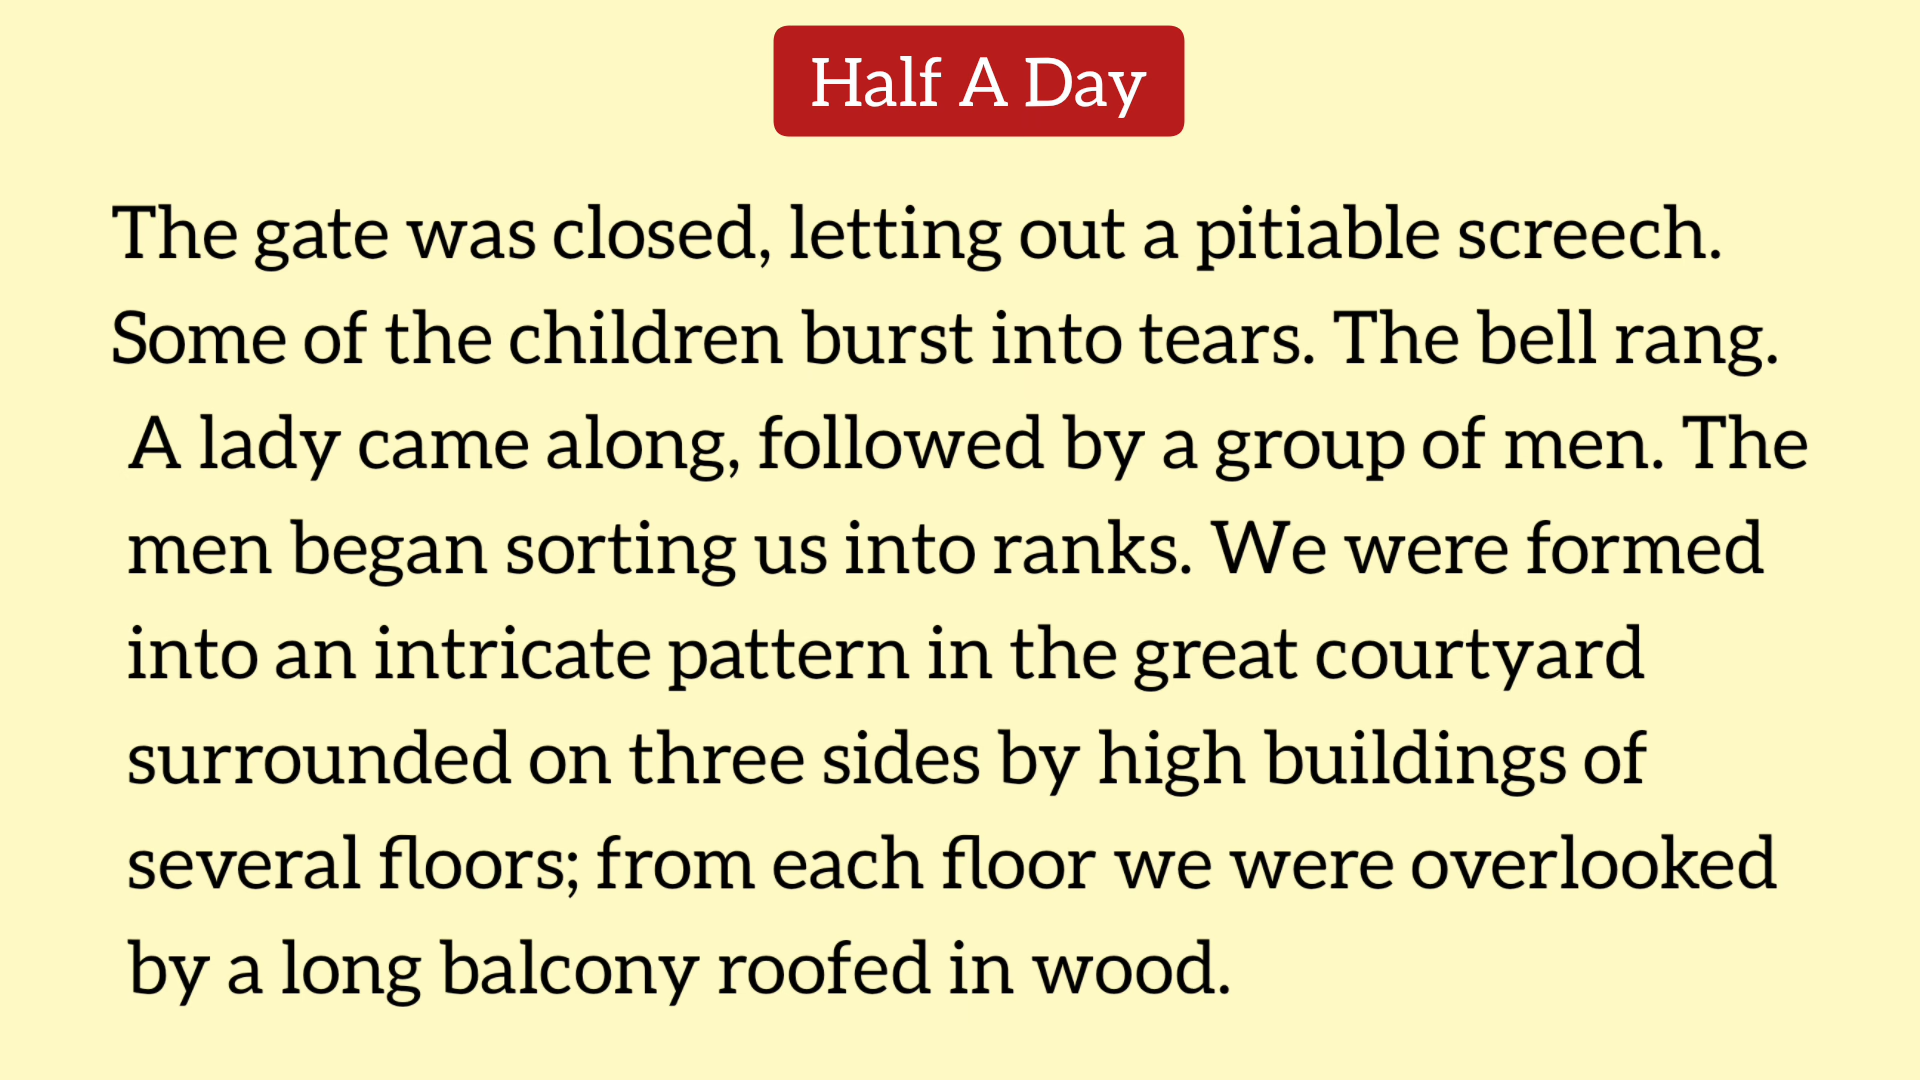 Half A Day
The gate was closed, letting out a pitiable screech.
Some of the children burst into tears. The bell rang.
A lady came along, followed by a group of men. The
men began sorting us into ranks. We were formed
into an intricate pattern in the great courtyard
surrounded on three sides by high buildings of
several floors; from each floor we were overlooked
by a long balcony roofed in wood.